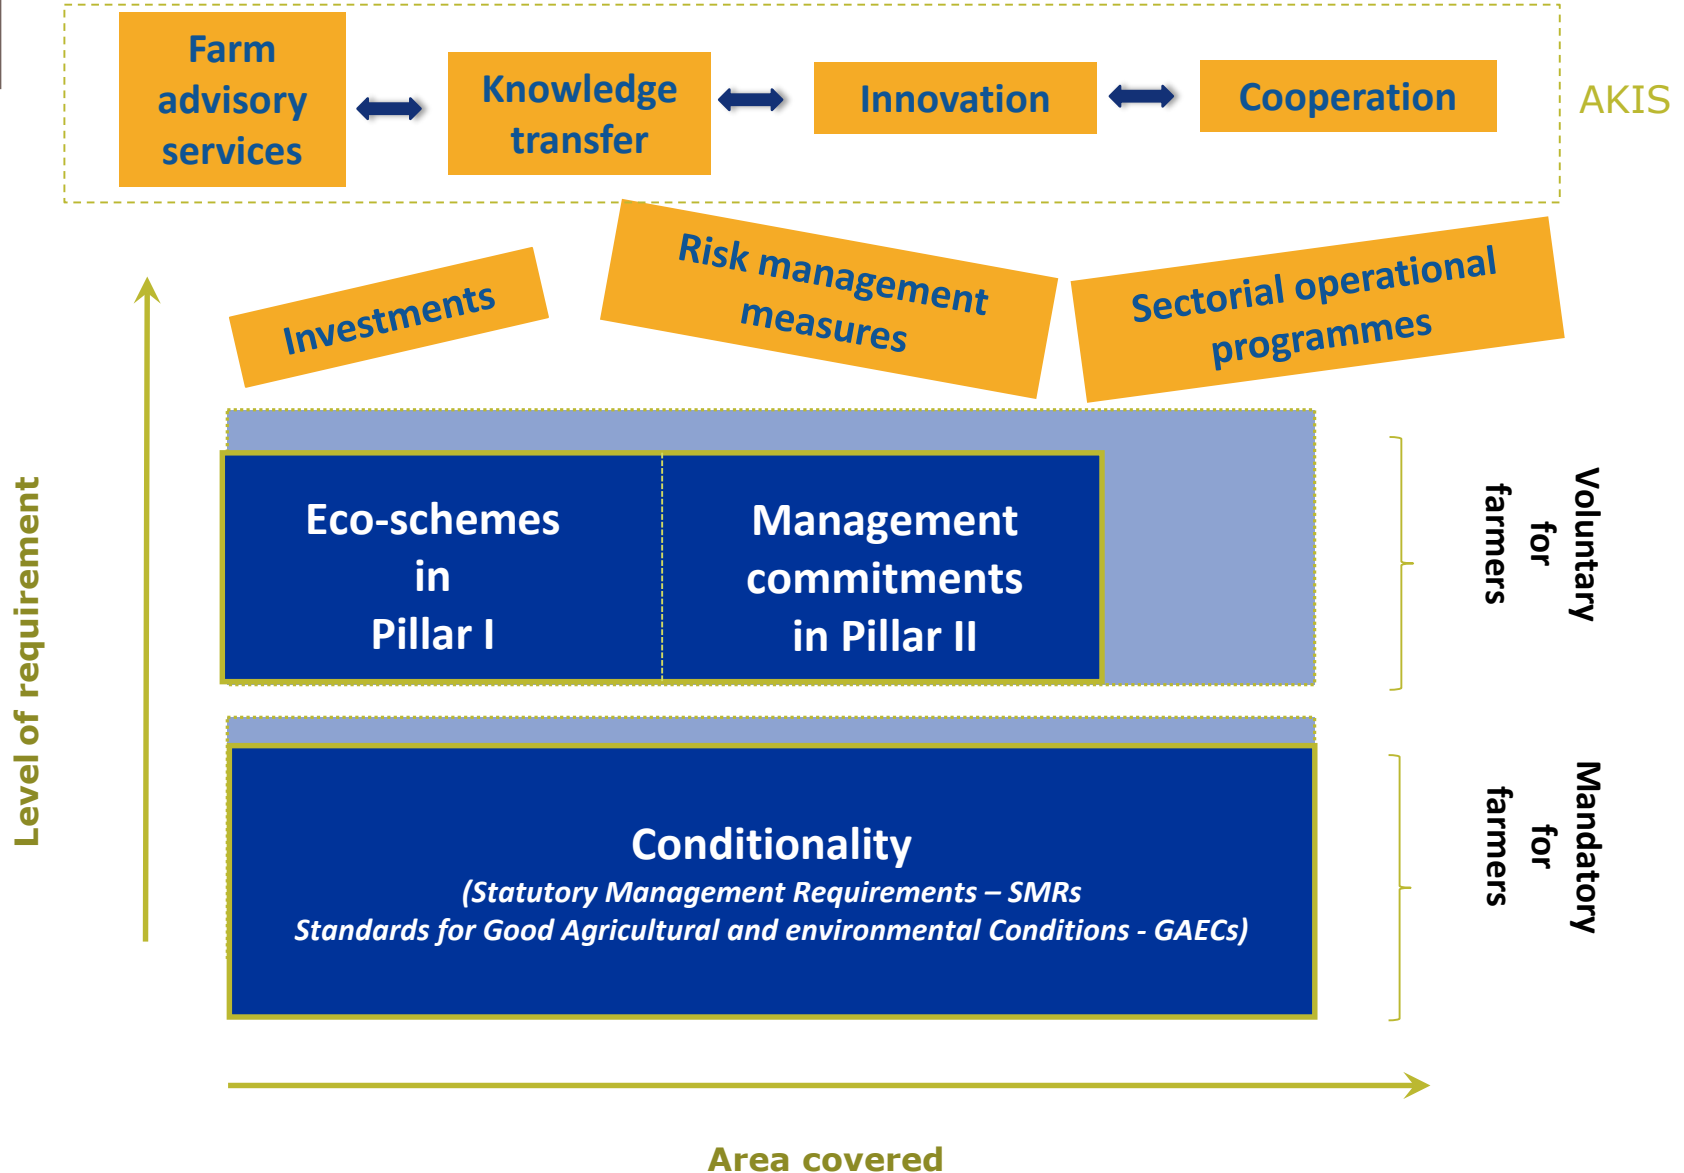 Farm
advisory
services
Knowledge
transfer
Innovation
Cooperation
AKIS
Investments
Risk management
measures
Sectorial operational
programmes
Level of requirement
Eco-schemes
in
Pillar I
Management
commitments
in Pillar II
Voluntary
for
farmers
Conditionality
(Statutory Management Requirements – SMRs
Standards for Good Agricultural and environmental Conditions - GAECs)
Mandatory
for
farmers
Area covered